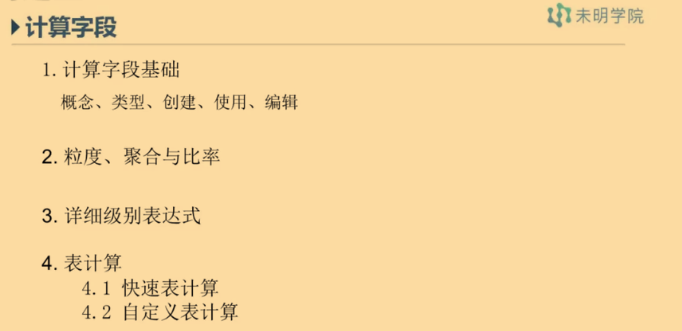 计算字段
未明学院
1. 计算字段基础
概念、类型、创建、使用、编辑
2. 粒度、聚合与比率
3. 详细级别表达式
4. 表计算
4.1 快速表计算
4.2 自定义表计算